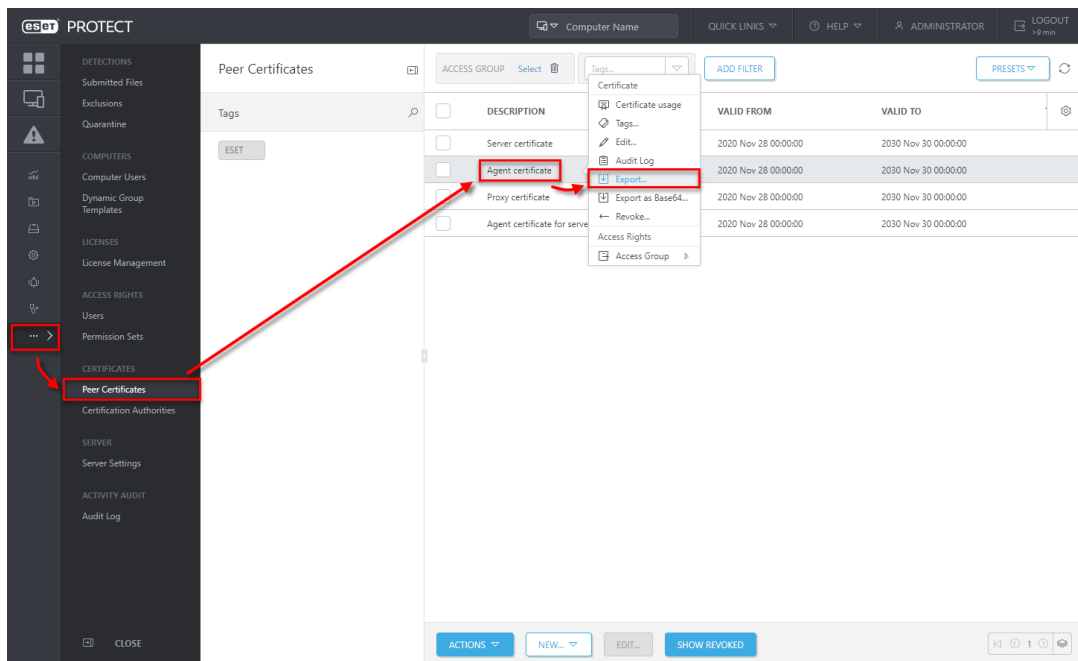 eset PROTECT
Computer Name
QUICK LINKS
HELP
ADMINISTRATOR
LOGOUT
>9 min
DETECTIONS
Submitted Files
Exclusions
Quarantine
COMPUTERS
Computer Users
Dynamic Group
Templates
LICENSES
License Management
ACCESS RIGHTS
Users
Permission Sets
CERTIFICATES
Peer Certificates
Certification Authorities
SERVER
Server Settings
ACTIVITY AUDIT
Audit Log
CLOSE
Peer Certificates
Tags
ESET
ACCESS GROUP Select
Tags...
ADD FILTER
PRESETS
DESCRIPTION
VALID FROM
VALID TO
Server certificate
2020 Nov 28 00:00:00
2030 Nov 30 00:00:00
Agent certificate
2020 Nov 28 00:00:00
2030 Nov 30 00:00:00
Proxy certificate
2020 Nov 28 00:00:00
2030 Nov 30 00:00:00
Agent certificate for serve
2020 Nov 28 00:00:00
2030 Nov 30 00:00:00
Certificate
Certificate usage
Tags...
Edit...
Audit Log
Export...
Export as Base64...
Revoke...
Access Rights
Access Group
ACTIONS
NEW...
EDIT...
SHOW REVOKED
1